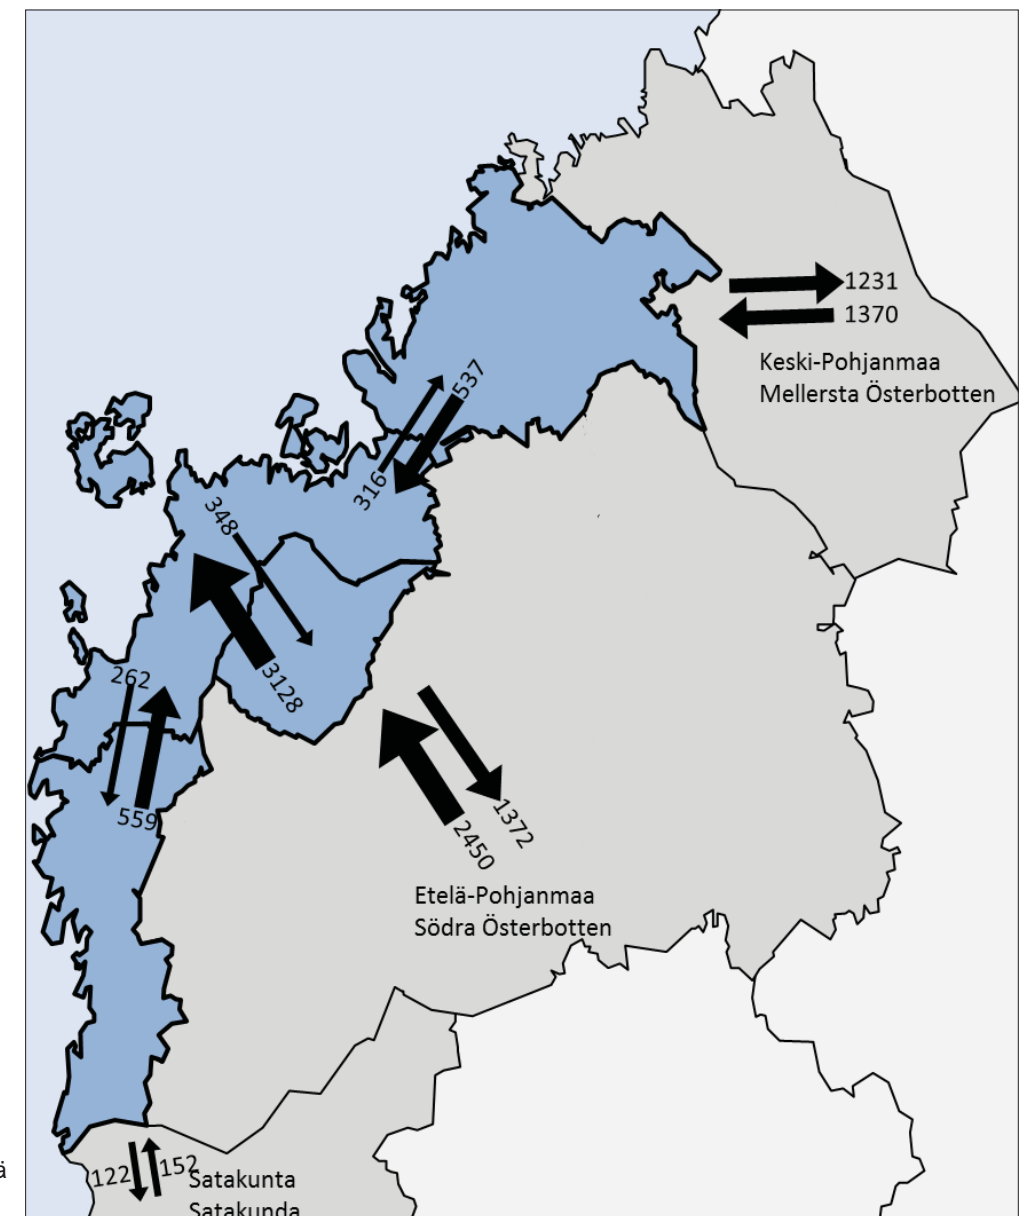 1231
1370
Keski-Pohjanmaa
Mellersta Österbotten
537
316
348
3128
262
559
1372
2450
Etelä-Pohjanmaa
Södra Österbotten
122
152
Satakunta
Satakunda
ä